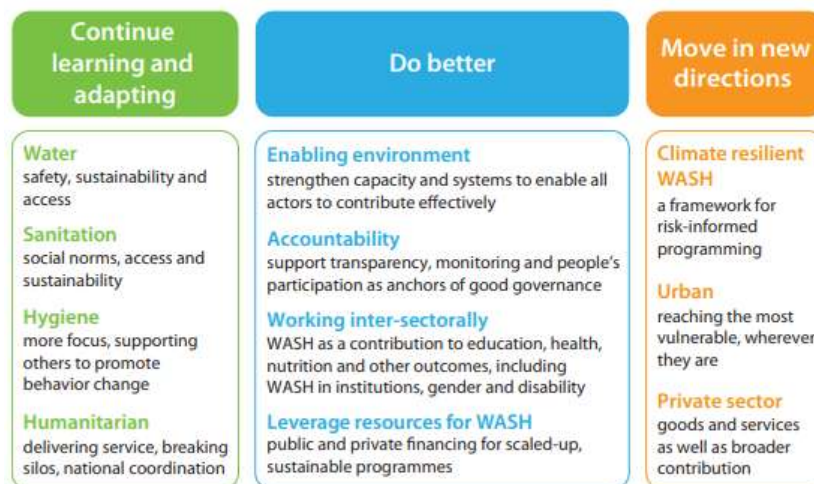 Continue
learning and
adapting
Water
safety, sustainability and
access
Sanitation
social norms, access and
sustainability
Hygiene
more focus, supporting
others to promote
behavior change
Humanitarian
delivering service, breaking
silos, national coordination
Do better
Enabling environment
strengthen capacity and systems to enable all
actors to contribute effectively
Accountability
support transparency, monitoring and people's
participation as anchors of good governance
Working inter-sectorally
WASH as a contribution to education, health,
nutrition and other outcomes, including
WASH in institutions, gender and disability
Leverage resources for WASH
public and private financing for scaled-up,
sustainable programmes
Move in new
directions
Climate resilient
WASH
a framework for
risk-informed
programming
Urban
reaching the most
vulnerable, wherever
they are
Private sector
goods and services
as well as broader
contribution